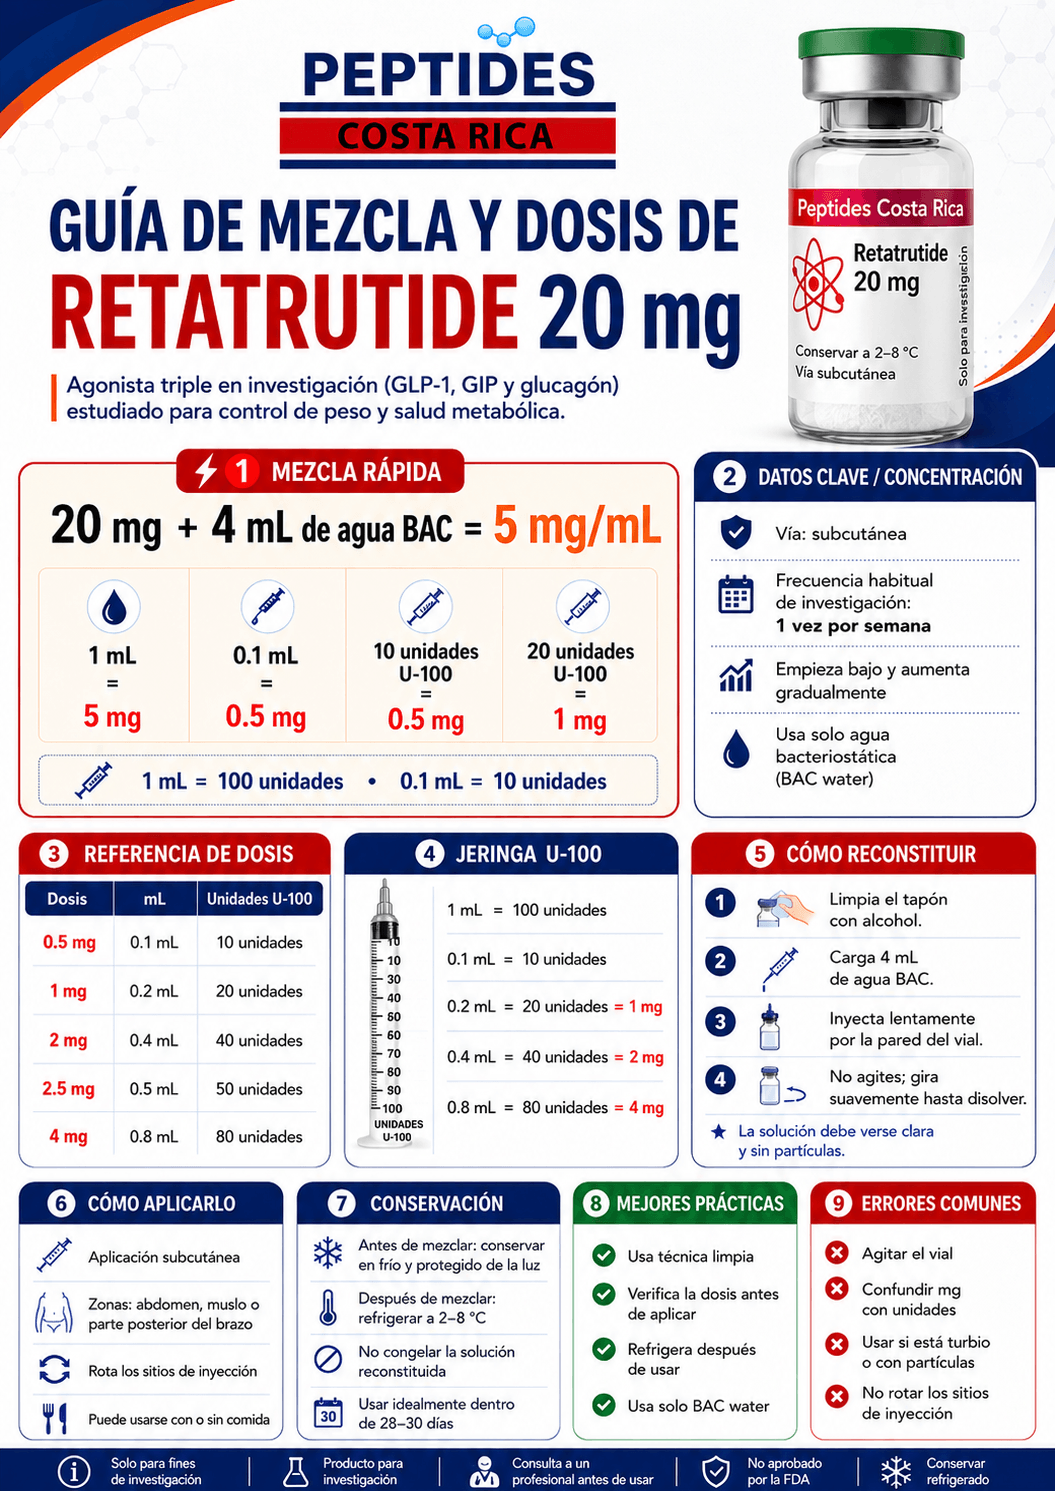 PEPTIDES
COSTA RICA
GUÍA DE MEZCLA Y DOSIS DE
RETATRUTIDE 20 mg
Agonista triple en investigación (GLP-1, GIP y glucagón)
estudiado para control de peso y salud metabólica.
Peptides Costa Rica
Retatrutide
20 mg
Conservar a 2–8 °C
Vía subcutánea
Solo para investigación
1 MEZCLA RÁPIDA
20 mg + 4 mL de agua BAC = 5 mg/mL
1 mL
=
5 mg
0.1 mL
=
0.5 mg
10 unidades
U-100
=
0.5 mg
20 unidades
U-100
=
1 mg
1 mL = 100 unidades • 0.1 mL = 10 unidades
2 DATOS CLAVE / CONCENTRACIÓN
Vía: subcutánea
Frecuencia habitual
de investigación:
1 vez por semana
Empieza bajo y aumenta
gradualmente
Usa solo agua
bacteriostática
(BAC water)
3 REFERENCIA DE DOSIS
Dosis mL Unidades U-100
0.5 mg 0.1 mL 10 unidades
1 mg 0.2 mL 20 unidades
2 mg 0.4 mL 40 unidades
2.5 mg 0.5 mL 50 unidades
4 mg 0.8 mL 80 unidades
4 JERINGA U-100
10
10
30
40
60
70
90
100
UNIDADES
U-100
1 mL = 100 unidades
0.1 mL = 10 unidades
0.2 mL = 20 unidades = 1 mg
0.4 mL = 40 unidades = 2 mg
0.8 mL = 80 unidades = 4 mg
5 CÓMO RECONSTITUIR
1 Limpia el tapón
con alcohol.
2 Carga 4 mL
de agua BAC.
3 Inyecta lentamente
por la pared del vial.
4 No agites; gira
suavemente hasta disolver.
La solución debe verse clara
y sin partículas.
6 CÓMO APLICARLO
Aplicación subcutánea
Zonas: abdomen, muslo o
parte posterior del brazo
Rota los sitios de inyección
Puede usarse con o sin comida
7 CONSERVACIÓN
Antes de mezclar: conservar
en frío y protegido de la luz
Después de mezclar:
refrigerar a 2–8 °C
No congelar la solución
reconstituida
30
Usar idealmente dentro
de 28–30 días
8 MEJORES PRÁCTICAS
Usa técnica limpia
Verifica la dosis antes
de aplicar
Refrigera después
de usar
Usa solo BAC water
9 ERRORES COMUNES
Agitar el vial
Confundir mg
con unidades
Usar si está turbio
o con partículas
No rotar los sitios
de inyección
Solo para fines
de investigación
Producto para
investigación
Consulta a un
profesional antes de usar
No aprobado
por la FDA
Conservar
refrigerado